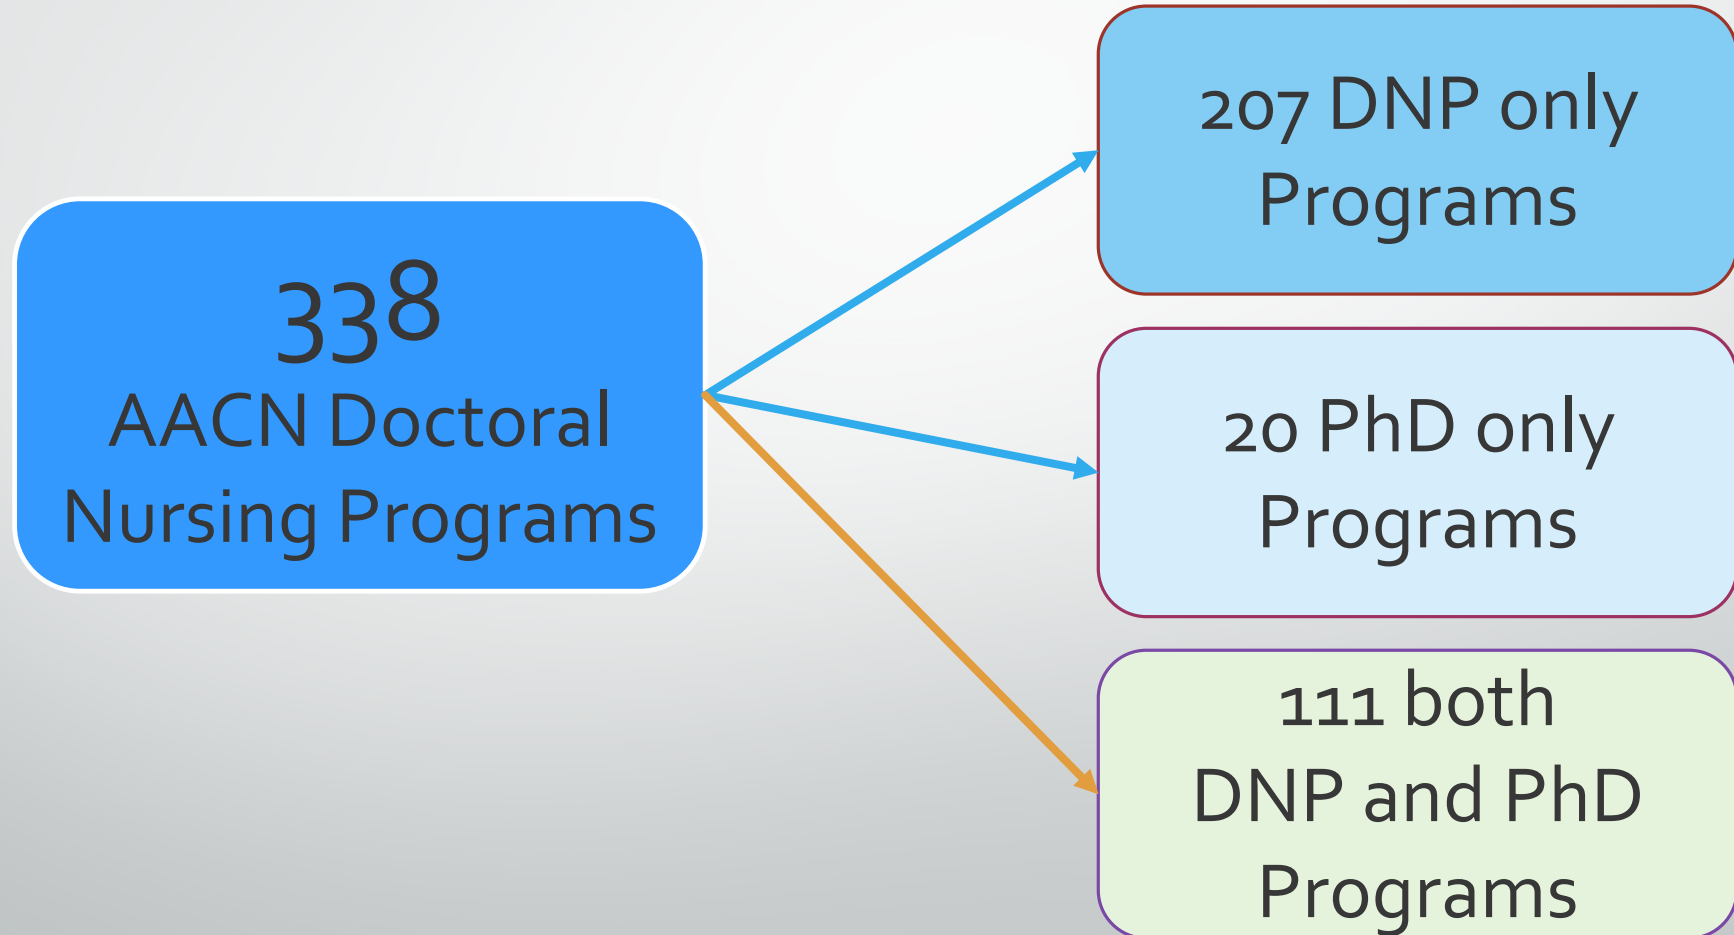 338
AACN Doctoral
Nursing Programs
207 DNP only
Programs
20 PhD only
Programs
111 both
DNP and PhD
Programs